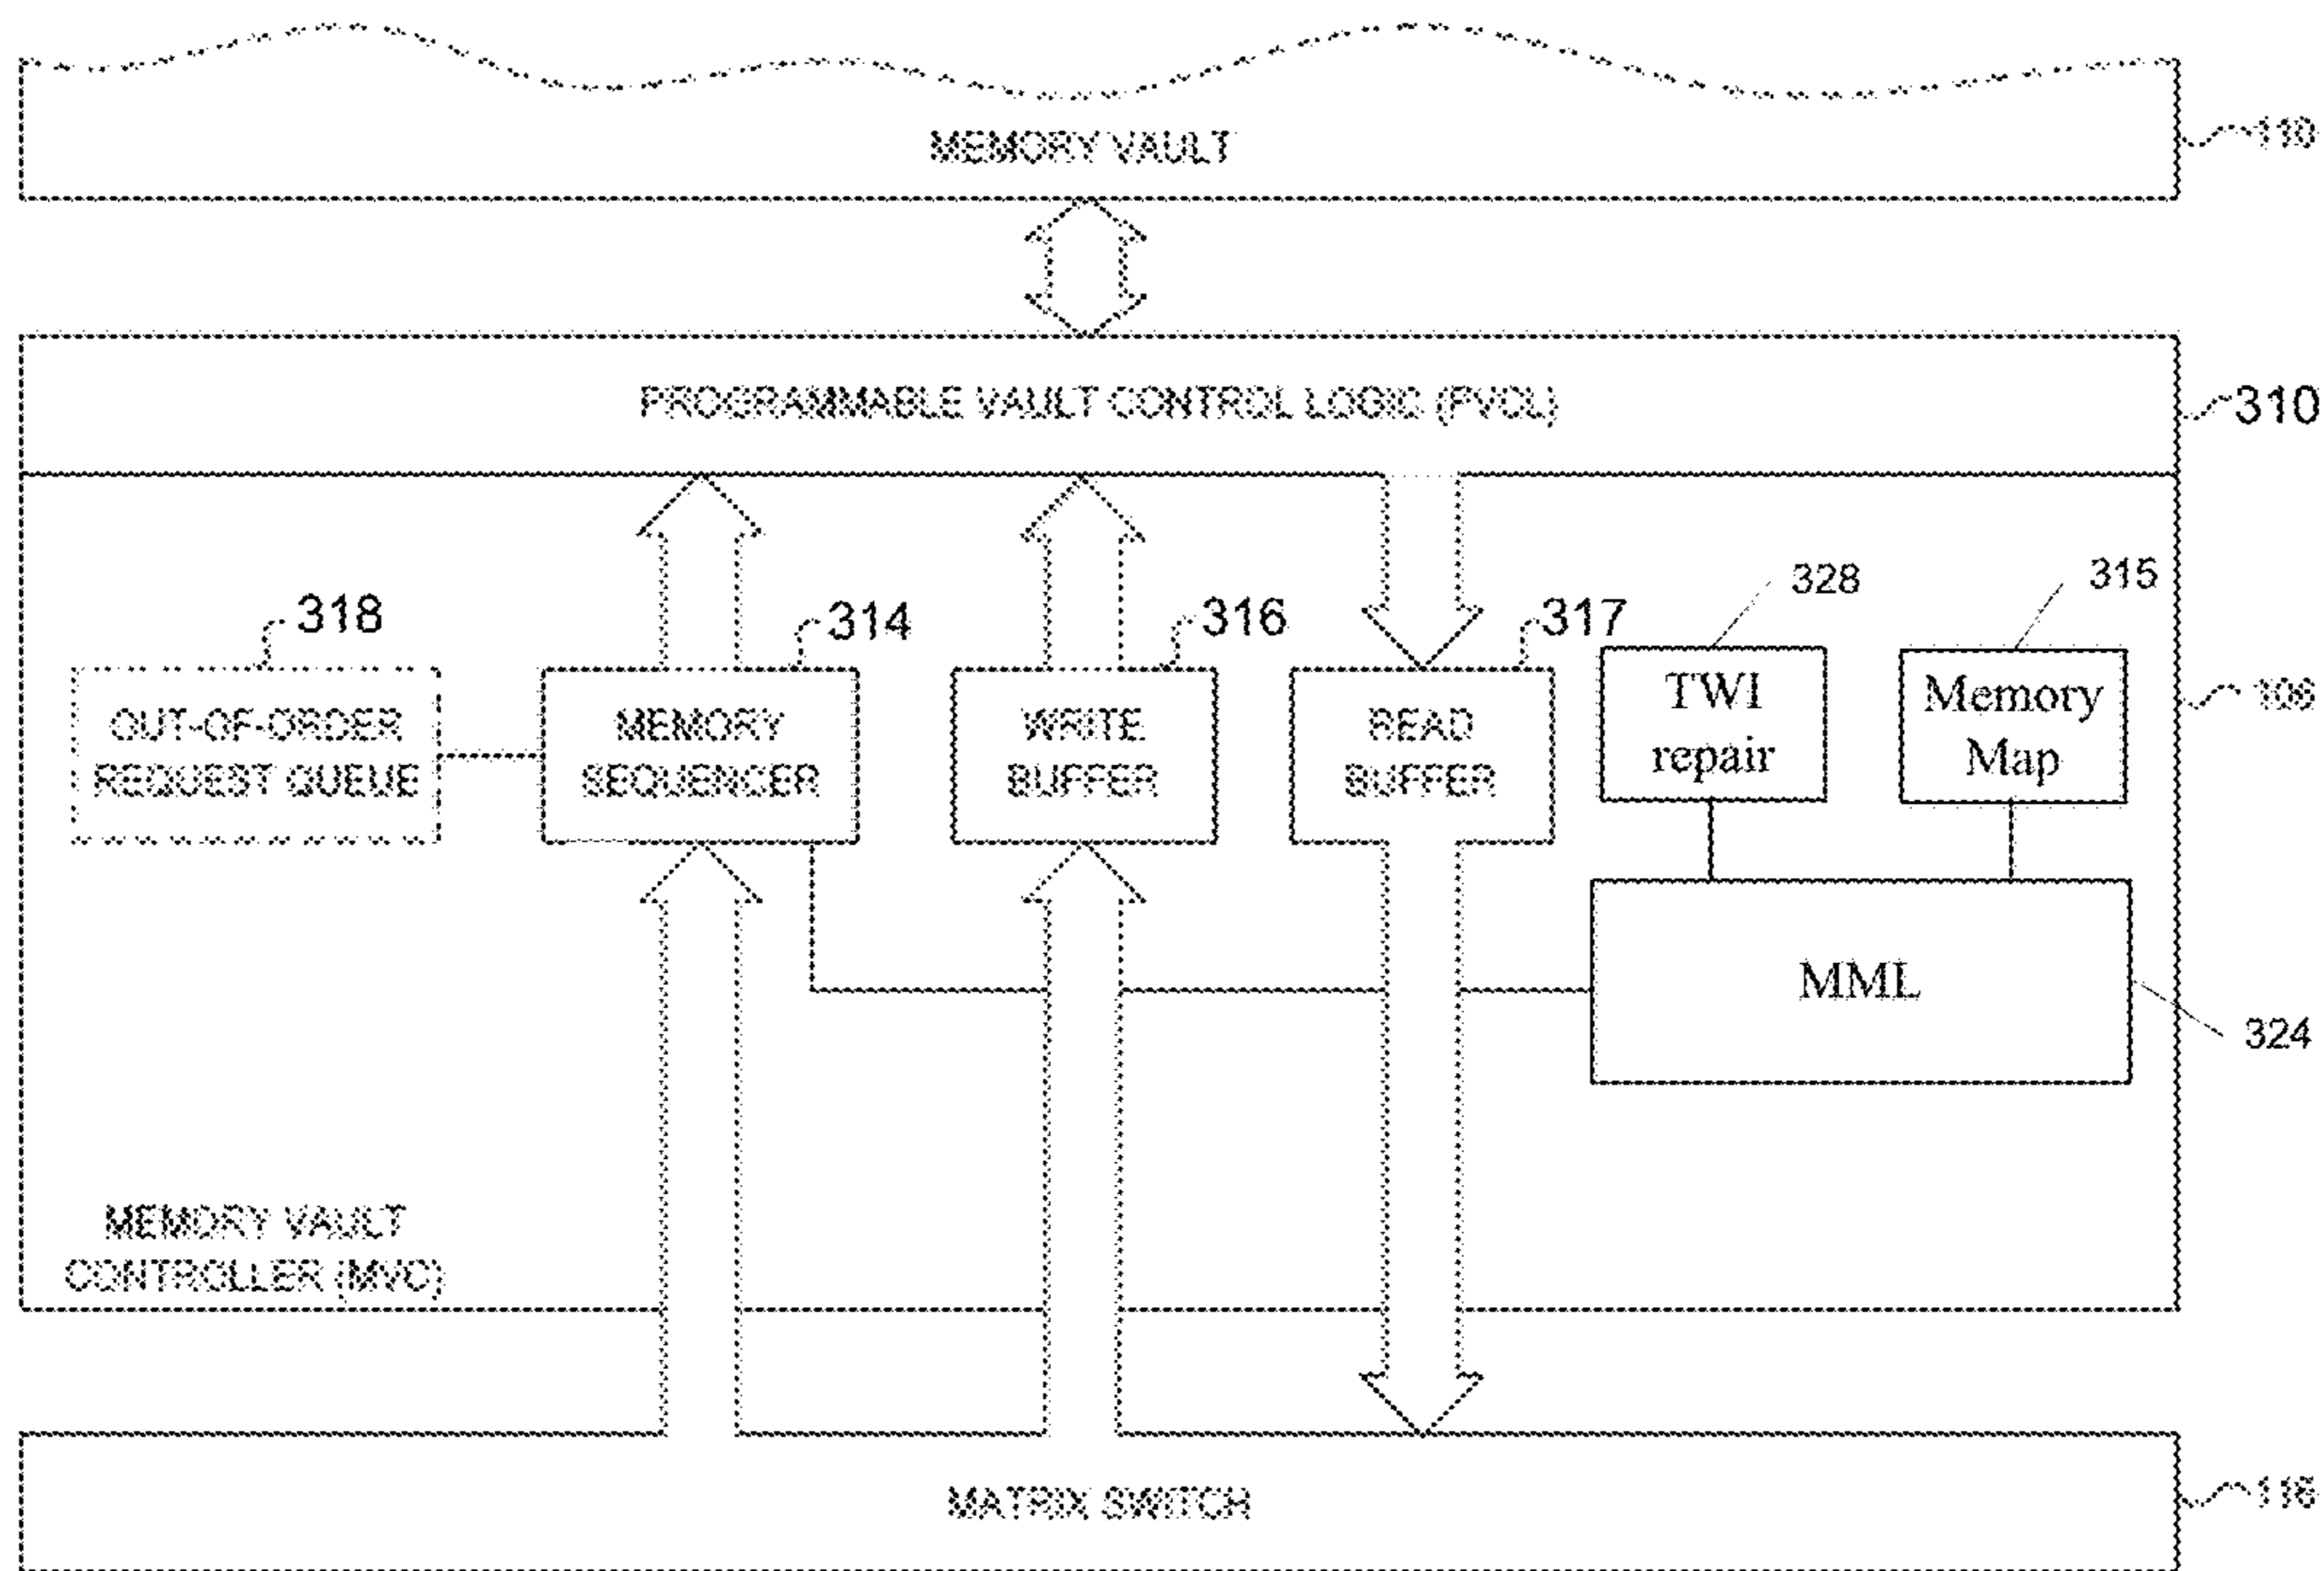 MEMORY VAULT
110
PROGRAMMABLE VAULT CONTROL LOGIC (PVCL)
310
318
314
316
317
328
315
OUT-OF-ORDER
REQUEST QUEUE
MEMORY
SEQUENCER
WRITE
BUFFER
READ
BUFFER
TWI
repair
Memory
Map
106
MML
324
MEMORY VAULT
CONTROLLER (MVC)
MATRIX SWITCH
116